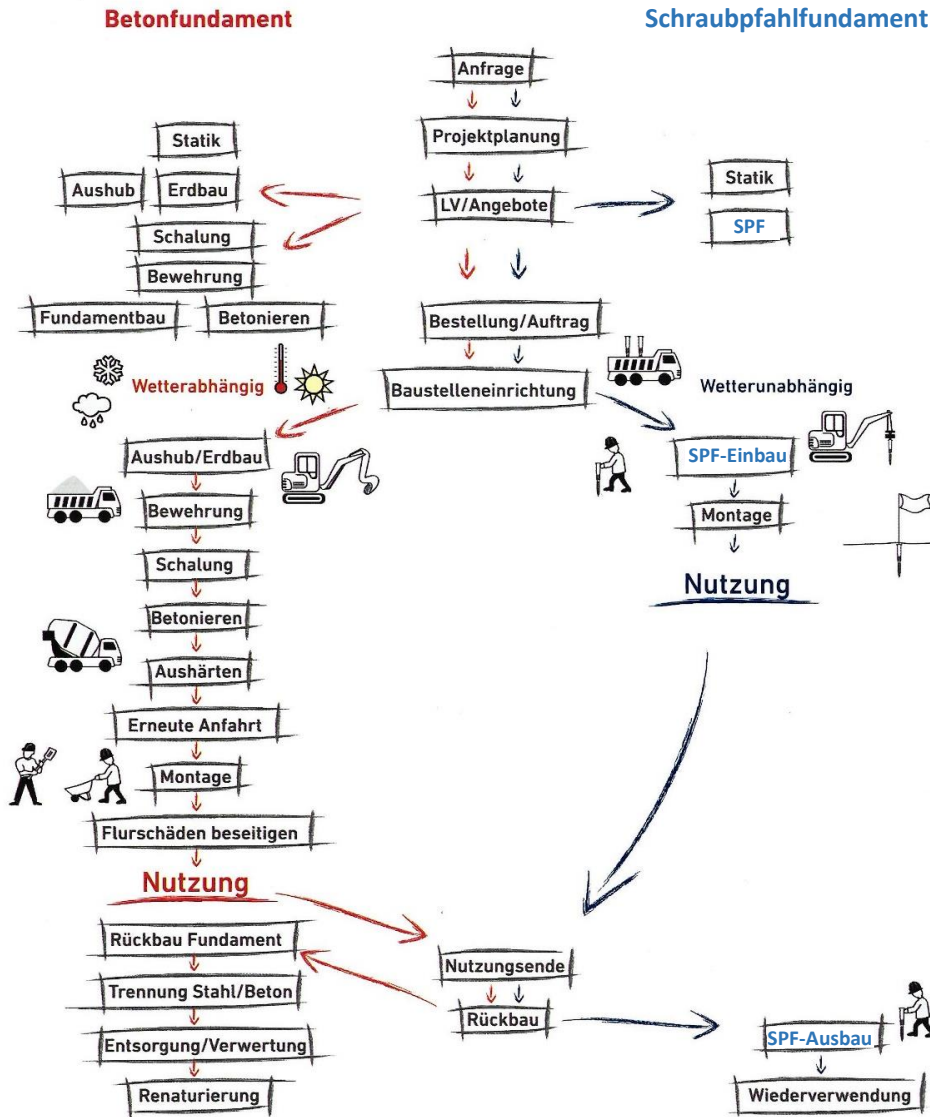 Betonfundament
Schraubpfahlfundament
Anfrage
Projektplanung
LV/Angebote
Statik
Aushub
Erdbau
Schalung
Bewehrung
Fundamentbau
Betonieren
Statik
SPF
Bestellung/Auftrag
Baustelleneinrichtung
Wetterabhängig
Wetterunabhängig
Aushub/Erdbau
Bewehrung
Schalung
Betonieren
Aushärten
Erneute Anfahrt
Montage
Flurschäden beseitigen
Nutzung
SPF-Einbau
Montage
Nutzung
Nutzungsende
Rückbau
Rückbau Fundament
Trennung Stahl/Beton
Entsorgung/Verwertung
Renaturierung
SPF-Ausbau
Wiederverwendung